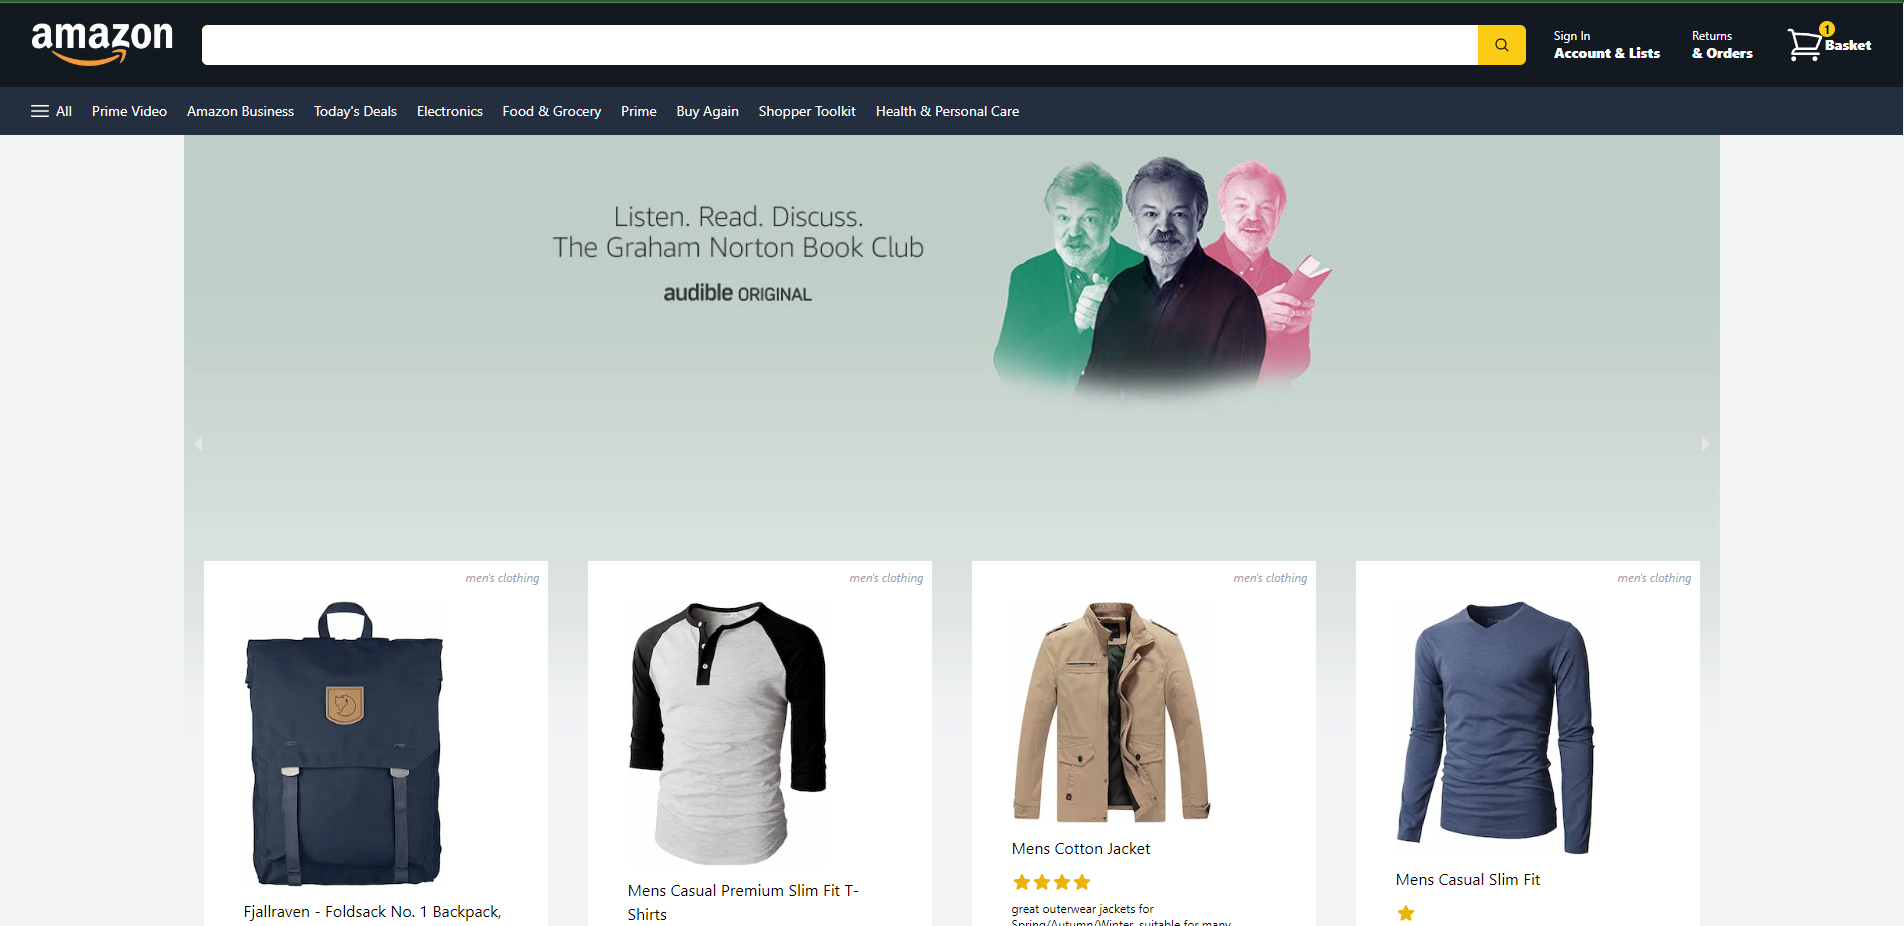 amazon
Sign In
Account & Lists
Returns
& Orders
1
Basket
All Prime Video Amazon Business Today's Deals Electronics Food & Grocery Prime Buy Again Shopper Toolkit Health & Personal Care
Listen. Read. Discuss.
The Graham Norton Book Club
audible ORIGINAL
men's clothing
Fjallraven - Foldsack No. 1 Backpack,
men's clothing
Mens Casual Premium Slim Fit T-
Shirts
men's clothing
Mens Cotton Jacket
great outerwear jackets for
Spring/Autumn/Winter, suitable for many
men's clothing
Mens Casual Slim Fit